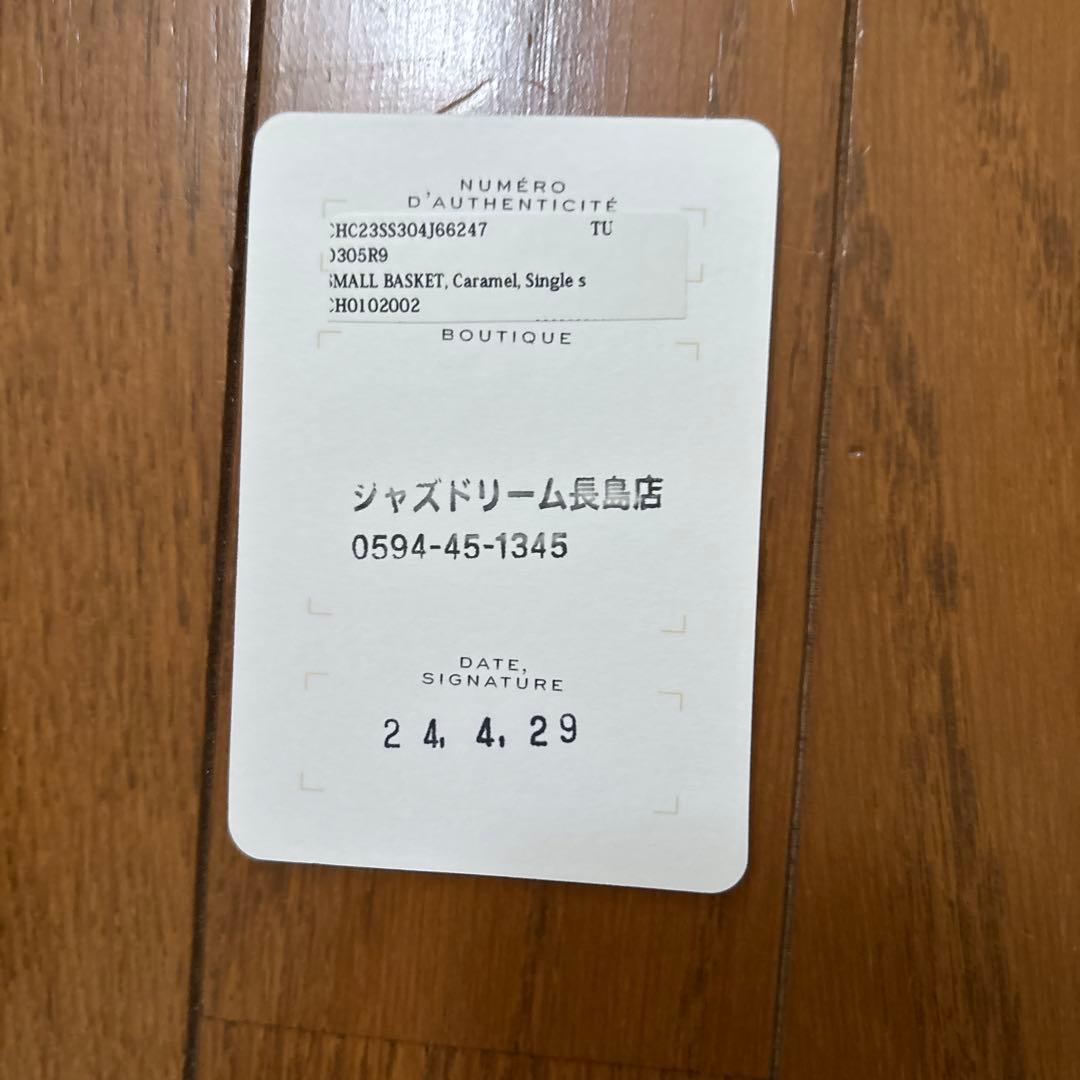 NUMÉRO
D'AUTHENTICITÉ
CHC23SS304J66247 TU
0305R9
SMALL BASKET, Caramel, Single s
CH0102002
BOUTIQUE
ジャズドリーム長島店
0594-45-1345
DATE,
SIGNATURE
24. 4. 29